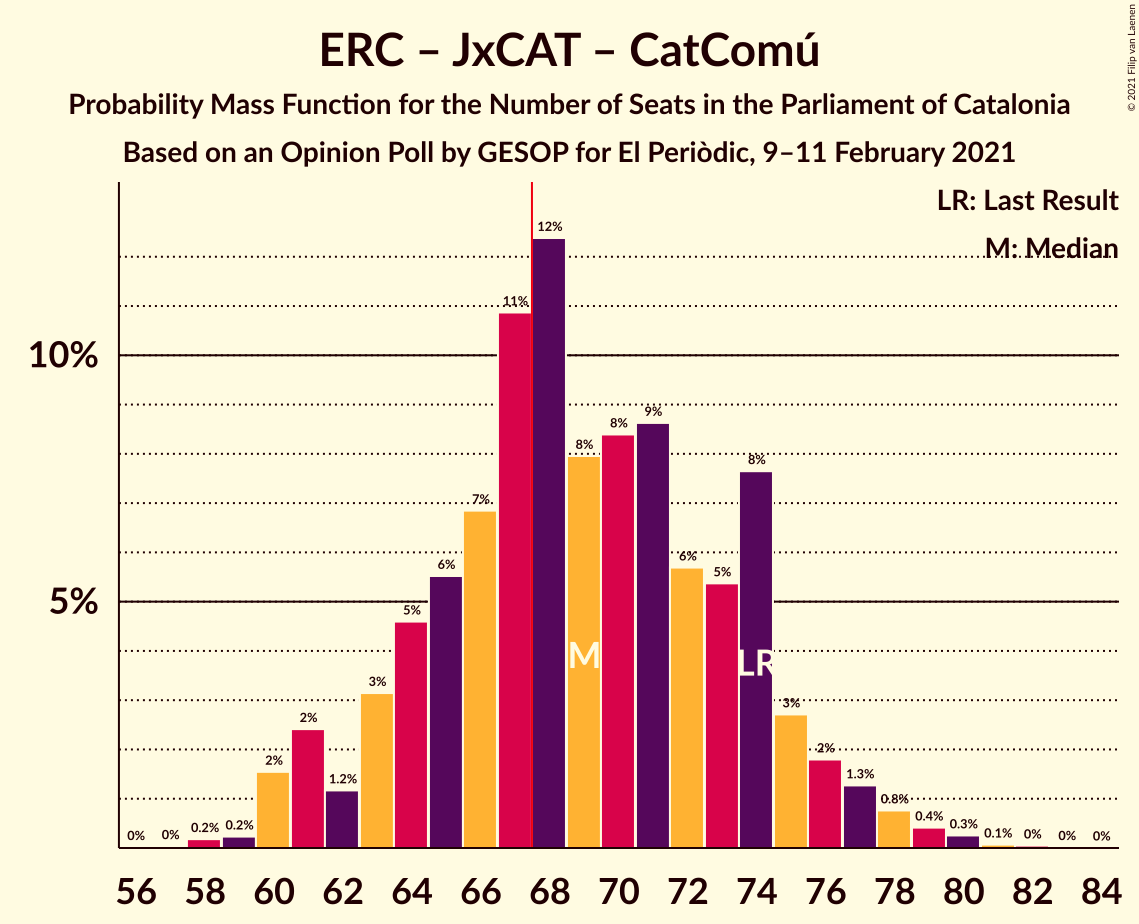 ERC – JxCAT – CatComú
Probability Mass Function for the Number of Seats in the Parliament of Catalonia
Based on an Opinion Poll by GESOP for El Periòdic, 9–11 February 2021
© 2021 Filip van Laenen
LR: Last Result
M: Median
10%
5%
0% 0% 0.2% 0.2% 2% 2% 1.2% 3% 5% 6% 7% 11% 12% 8% 8% 9% 6% 5% 8% 3% 2% 1.3% 0.8% 0.4% 0.3% 0.1% 0% 0% 0%
M LR
56 58 60 62 64 66 68 70 72 74 76 78 80 82 84